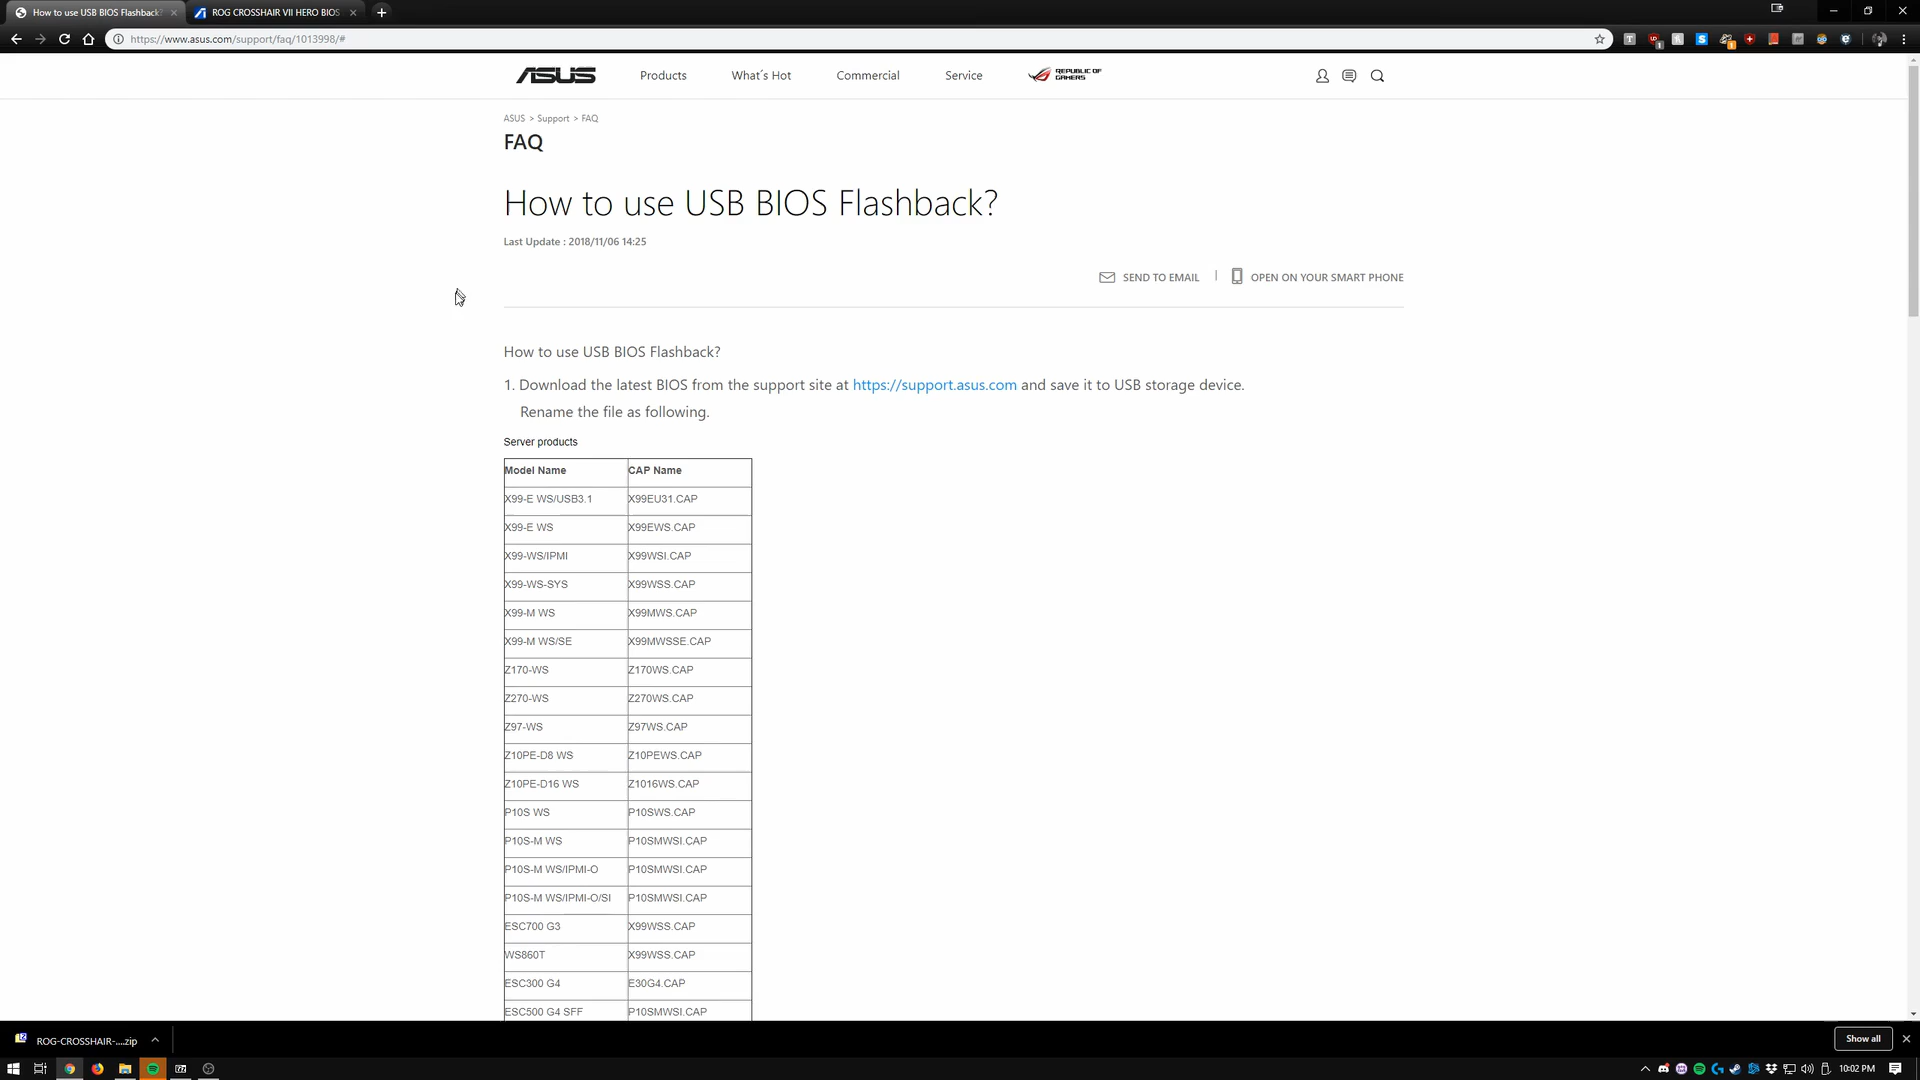 How to use USB BIOS Flashback?
ROG CROSSHAIR VII HERO BIOS
https://www.asus.com/support/faq/1013998/#
ASUS
Products
What´s Hot
Commercial
Service
REPUBLIC OF
GAMERS
ASUS > Support > FAQ
FAQ
How to use USB BIOS Flashback?
Last Update : 2018/11/06 14:25
SEND TO EMAIL | OPEN ON YOUR SMART PHONE
How to use USB BIOS Flashback?
1. Download the latest BIOS from the support site at https://support.asus.com and save it to USB storage device.
Rename the file as following.
Server products
Model Name CAP Name
X99-E WS/USB3.1 X99EU31.CAP
X99-E WS X99EWS.CAP
X99-WS/IPMI X99WSI.CAP
X99-WS-SYS X99WSS.CAP
X99-M WS X99MWS.CAP
X99-M WS/SE X99MWSSE.CAP
Z170-WS Z170WS.CAP
Z270-WS Z270WS.CAP
Z97-WS Z97WS.CAP
Z10PE-D8 WS Z10PEWS.CAP
Z10PE-D16 WS Z1016WS.CAP
P10S WS P10SWS.CAP
P10S-M WS P10SMWSI.CAP
P10S-M WS/IPMI-O P10SMWSI.CAP
P10S-M WS/IPMI-O/SI P10SMWSI.CAP
ESC700 G3 X99WSS.CAP
WS860T X99WSS.CAP
ESC300 G4 E30G4.CAP
ESC500 G4 SFF P10SMWSI.CAP
ROG-CROSSHAIR-....zip
Show all
10:02 PM